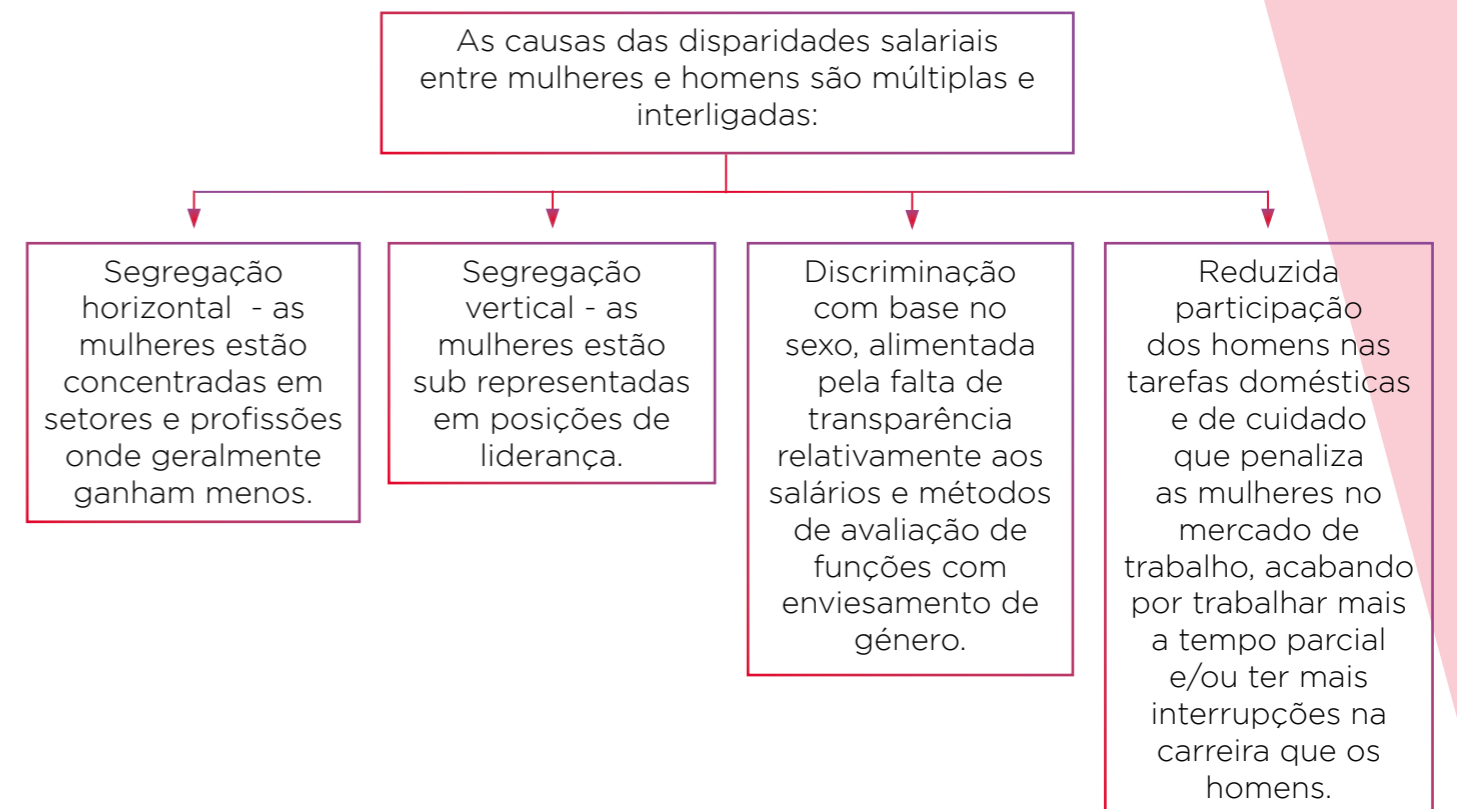 As causas das disparidades salariais
entre mulheres e homens são múltiplas e
interligadas:
Segregação
horizontal - as
mulheres estão
concentradas em
setores e profissões
onde geralmente
ganham menos.
Segregação
vertical - as
mulheres estão
sub representadas
em posições de
liderança.
Discriminação
com base no
sexo, alimentada
pela falta de
transparência
relativamente aos
salários e métodos
de avaliação de
funções com
enviesamento de
género.
Reduzida
participação
dos homens nas
tarefas domésticas
e de cuidado
que penaliza
as mulheres no
mercado de
trabalho, acabando
por trabalhar mais
a tempo parcial
e/ou ter mais
interrupções na
carreira que os
homens.